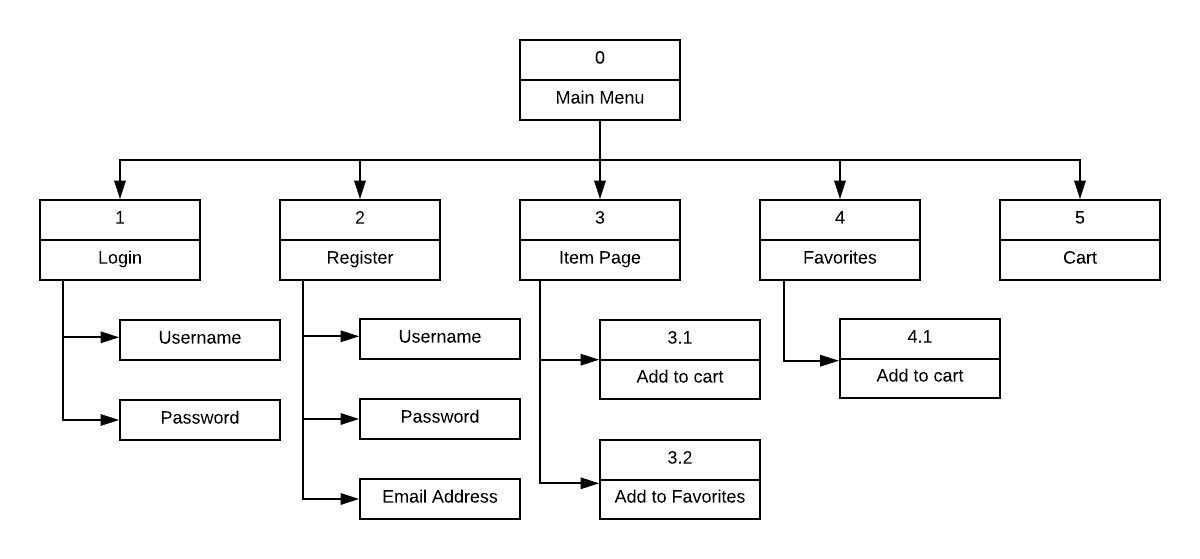 0
Main Menu
1
Login
2
Register
3
Item Page
4
Favorites
5
Cart
Username
Password
Username
Password
Email Address
3.1
Add to cart
3.2
Add to Favorites
4.1
Add to cart